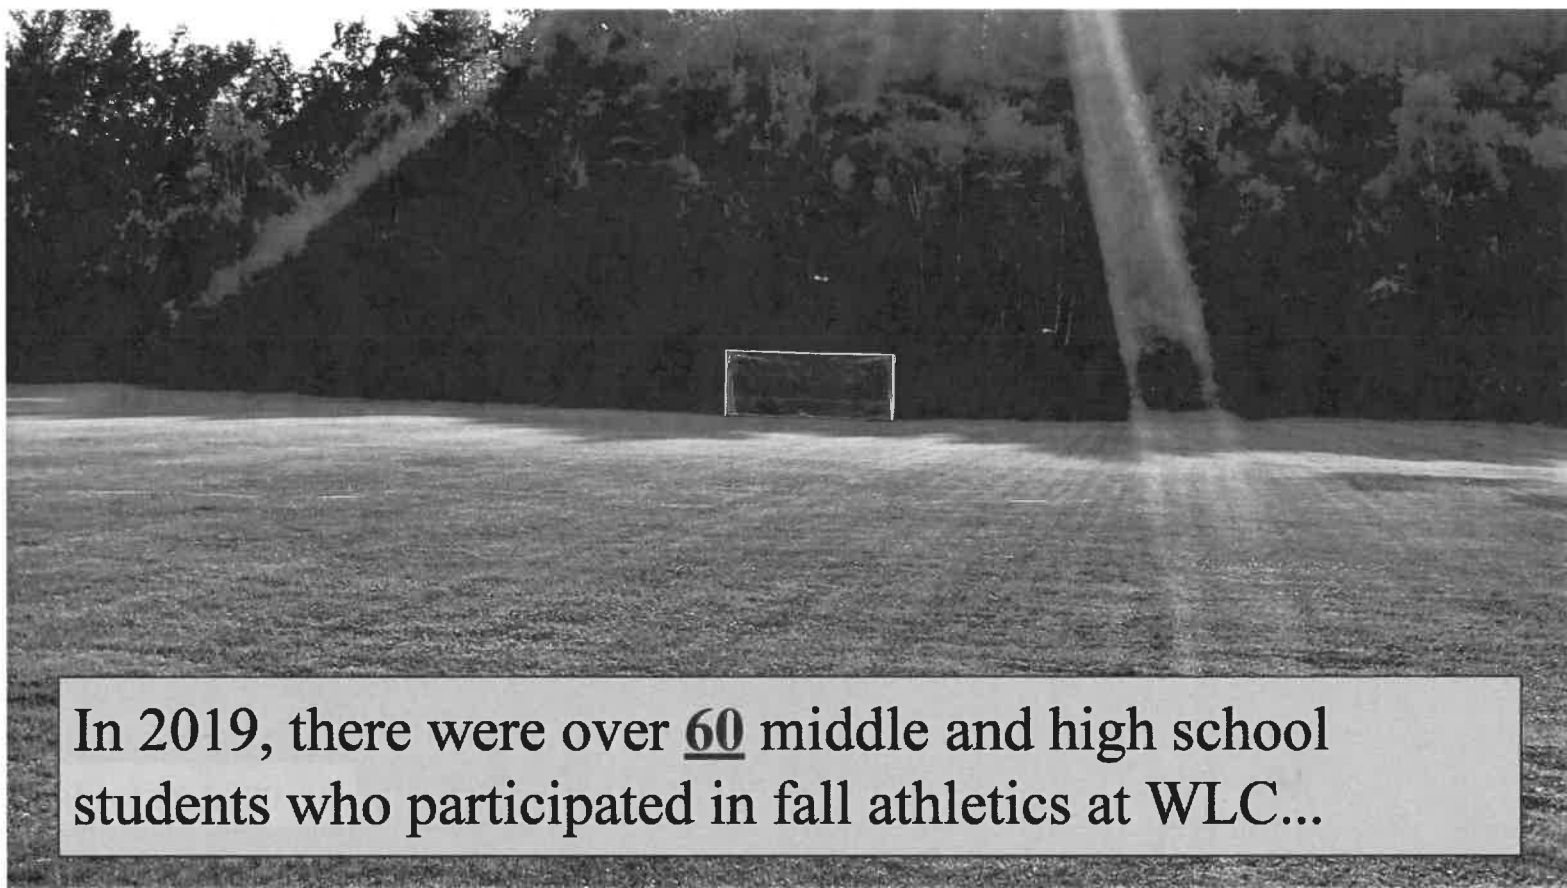 In 2019, there were over 60 middle and high school
students who participated in fall athletics at WLC...